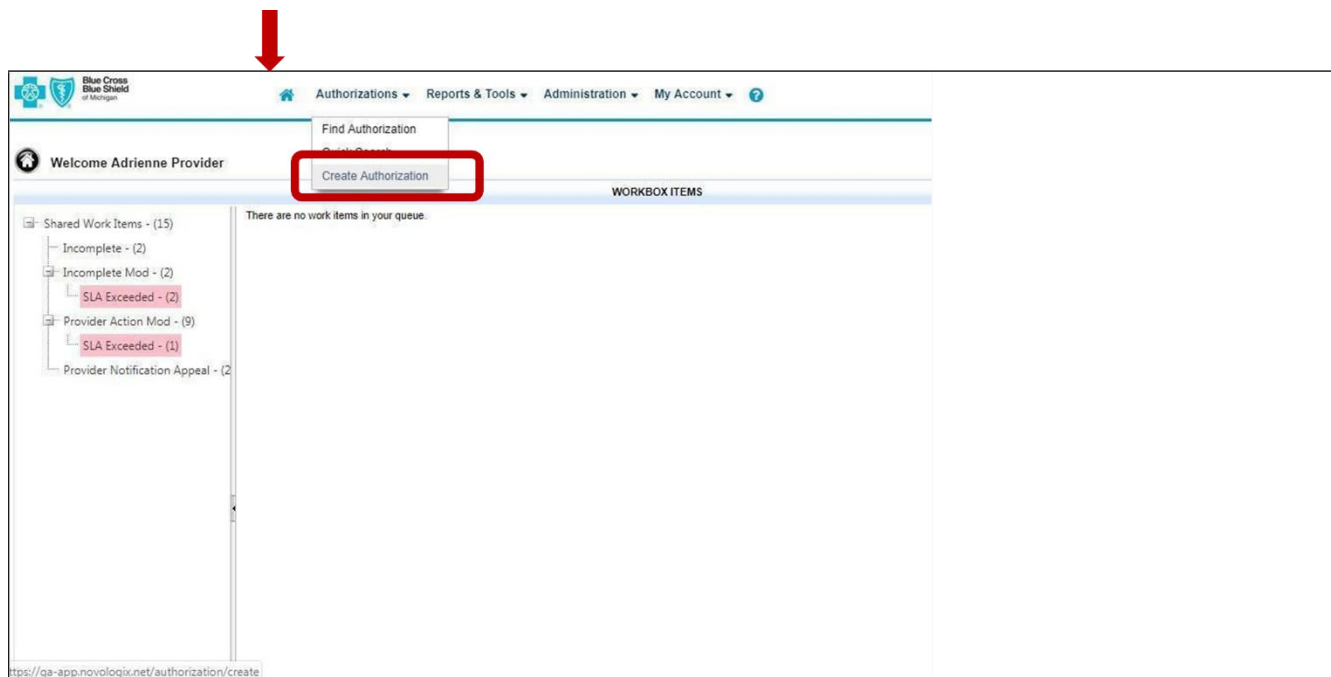 Blue Cross
Blue Shield
of Michigan
Authorizations Reports & Tools Administration My Account ?
Find Authorization
Quick Search
Create Authorization
Welcome Adrienne Provider
WORKBOX ITEMS
There are no work items in your queue.
Shared Work Items - (15)
Incomplete - (2)
Incomplete Mod - (2)
SLA Exceeded - (2)
Provider Action Mod - (9)
SLA Exceeded - (1)
Provider Notification Appeal - (2
ttps://qa-app.novologix.net/authorization/create